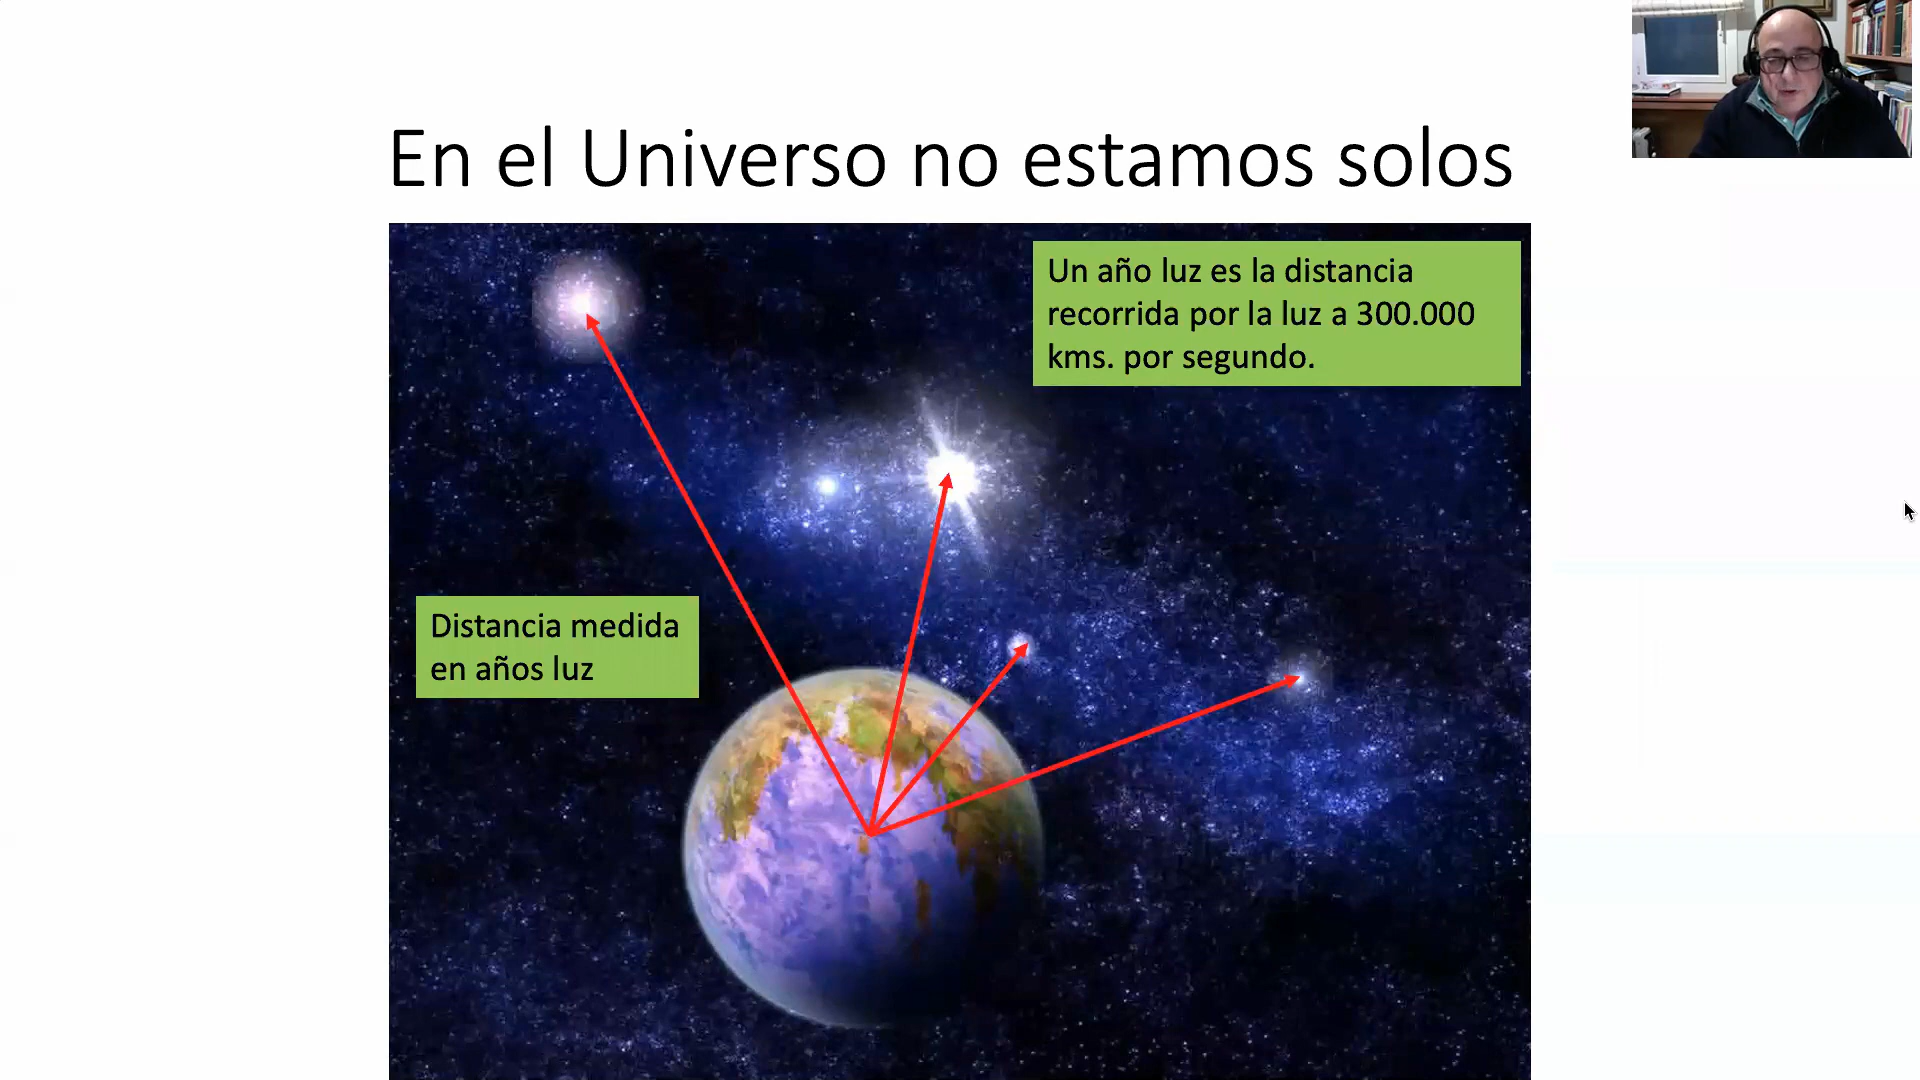 En el Universo no estamos solos
Un año luz es la distancia
recorrida por la luz a 300.000
kms. por segundo.
Distancia medida
en años luz